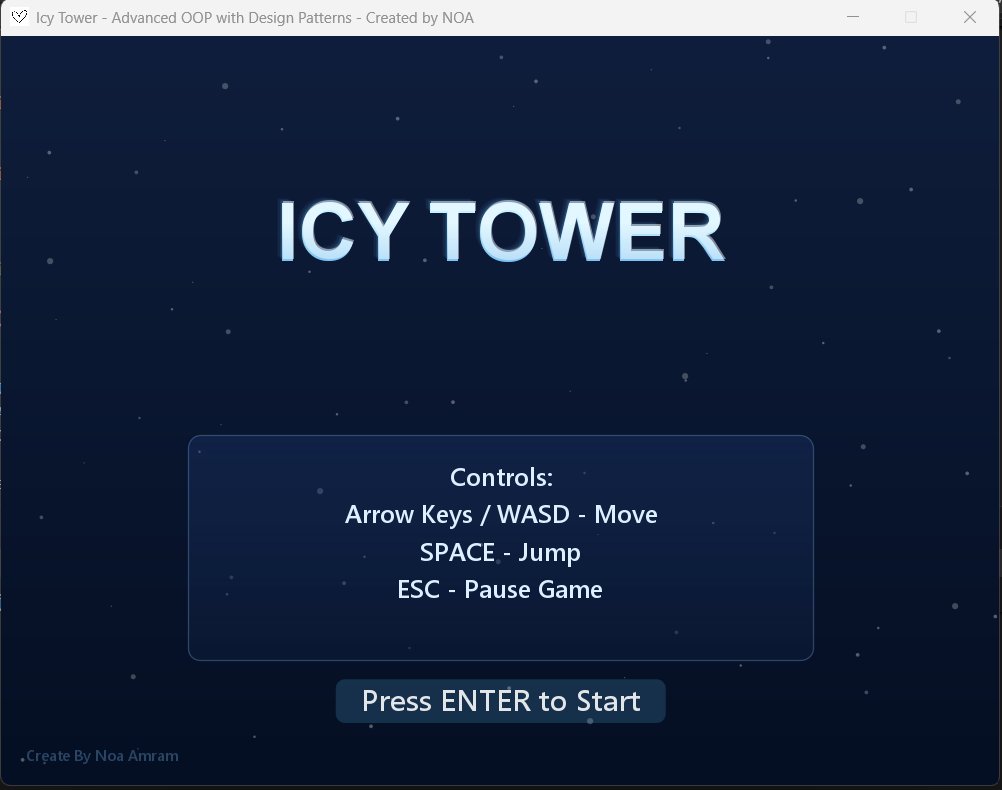 Icy Tower - Advanced OOP with Design Patterns - Created by NOA
ICY TOWER
Controls:
Arrow Keys / WASD - Move
SPACE - Jump
ESC - Pause Game
Press ENTER to Start
Create By Noa Amram